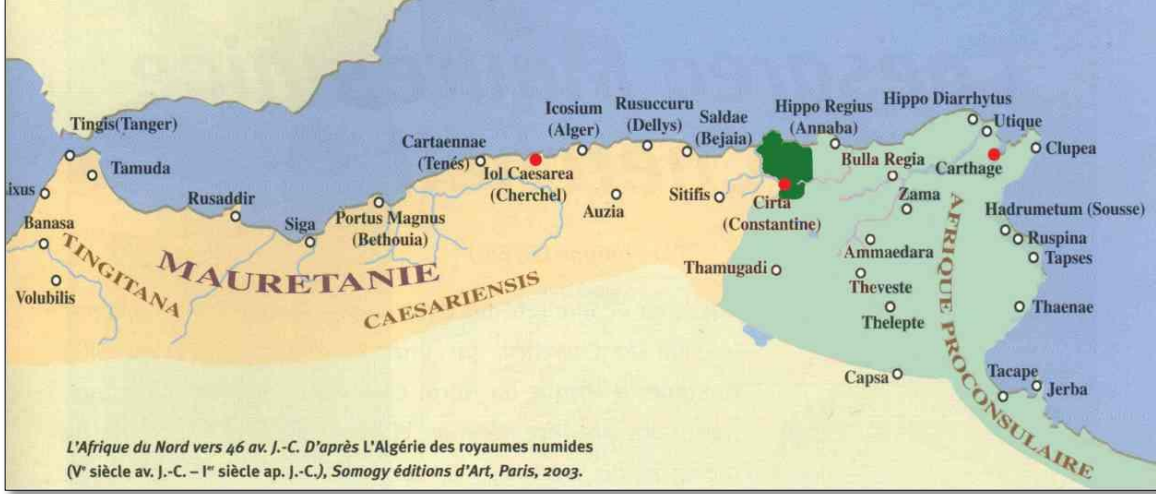 Tingis(Tanger)
Tamuda
ixus
Banasa
TINGITANA
Volubilis
Rusaddir
MAURETANIE
Siga
Portus Magnus
(Bethouia)
CAESARIENSIS
Cartaennae
(Tenés)
Iol Caesarea
(Cherchel)
Icosium
(Alger)
Rusuccuru
(Dellys)
Saldae
(Bejaia)
Auzia
Sitifis
Hippo Regius
(Annaba)
Cirta
(Constantine)
Hippo Diarrhytus
Utique
Clupea
Carthage
Bulla Regia
Zama
Hadrumetum (Sousse)
Ruspina
Tapses
Ammaedara
Thamugadi
Theveste
Thelepte
Thaenae
Capsa
Tacape
Jerba
AFRIQUE PROCONSULAIRE
L'Afrique du Nord vers 46 av. J.-C. D'après L'Algérie des royaumes numides
(Vᵉ siècle av. J.-C. – Iᵉʳ siècle ap. J.-C.), Somogy éditions d'Art, Paris, 2003.